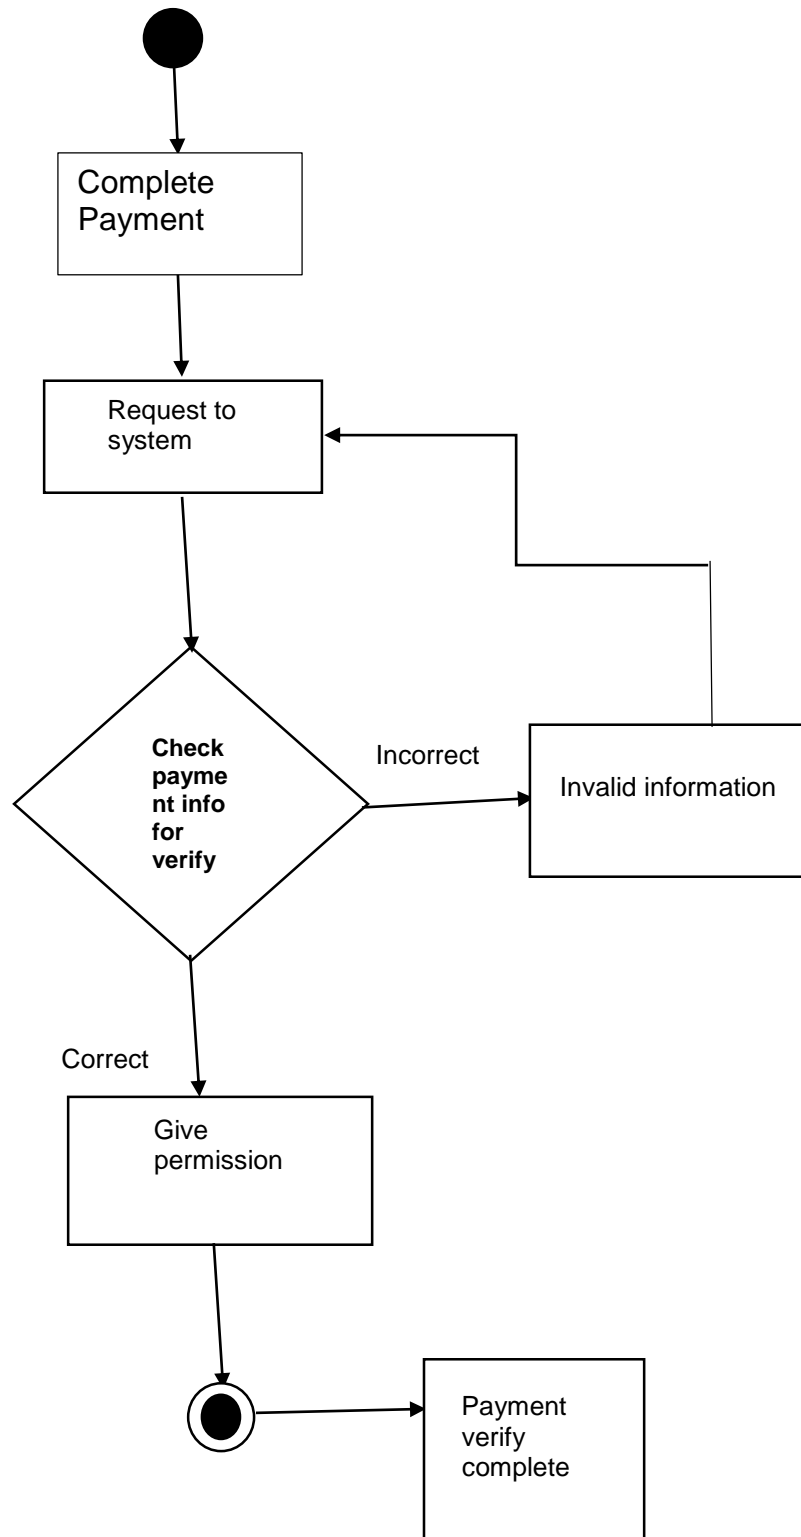 Complete
Payment
Request to
system
Check
payme
nt info
for
verify
Incorrect
Invalid information
Correct
Give
permission
Payment
verify
complete